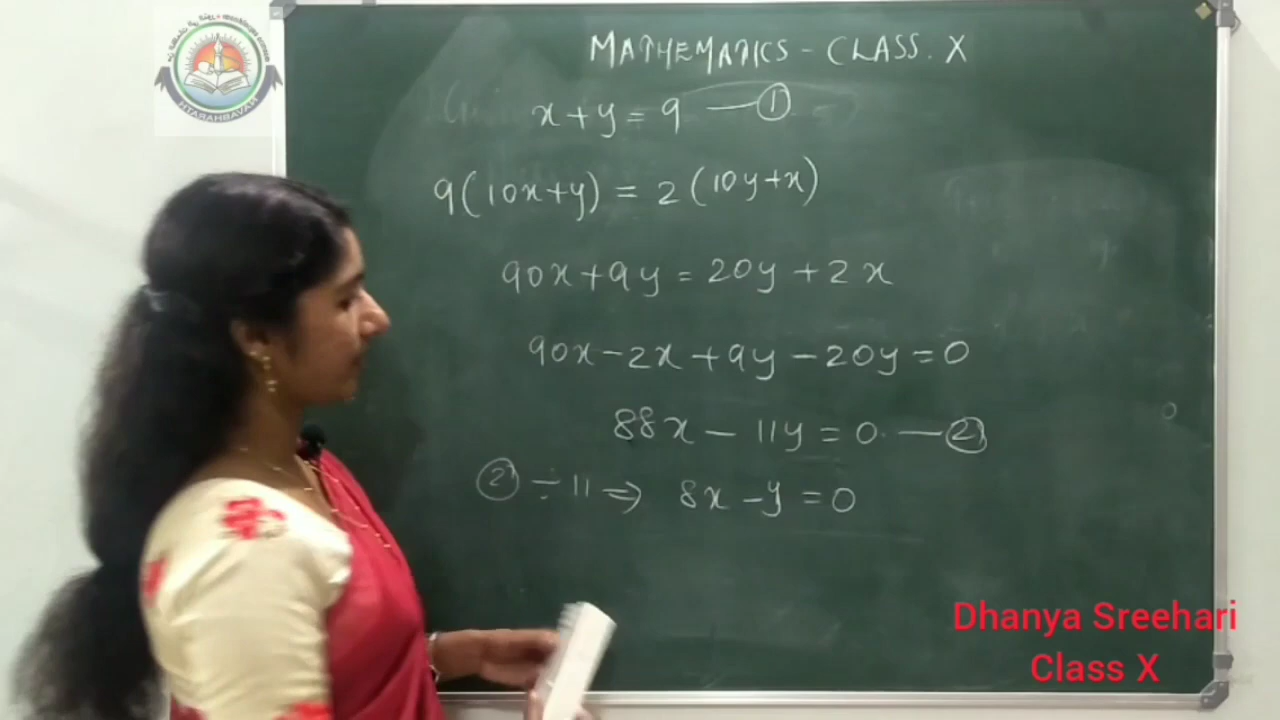 MATHEMATICS - CLASS. X
x + y = 9 — ①
9(10x+y) = 2(10y+x)
90x+9y = 20y+2x
90x-2x+9y-20y=0
88x - 11y = 0. — ②
② ÷ 11 ⇒ 8x - y = 0
Dhanya Sreehari
Class X